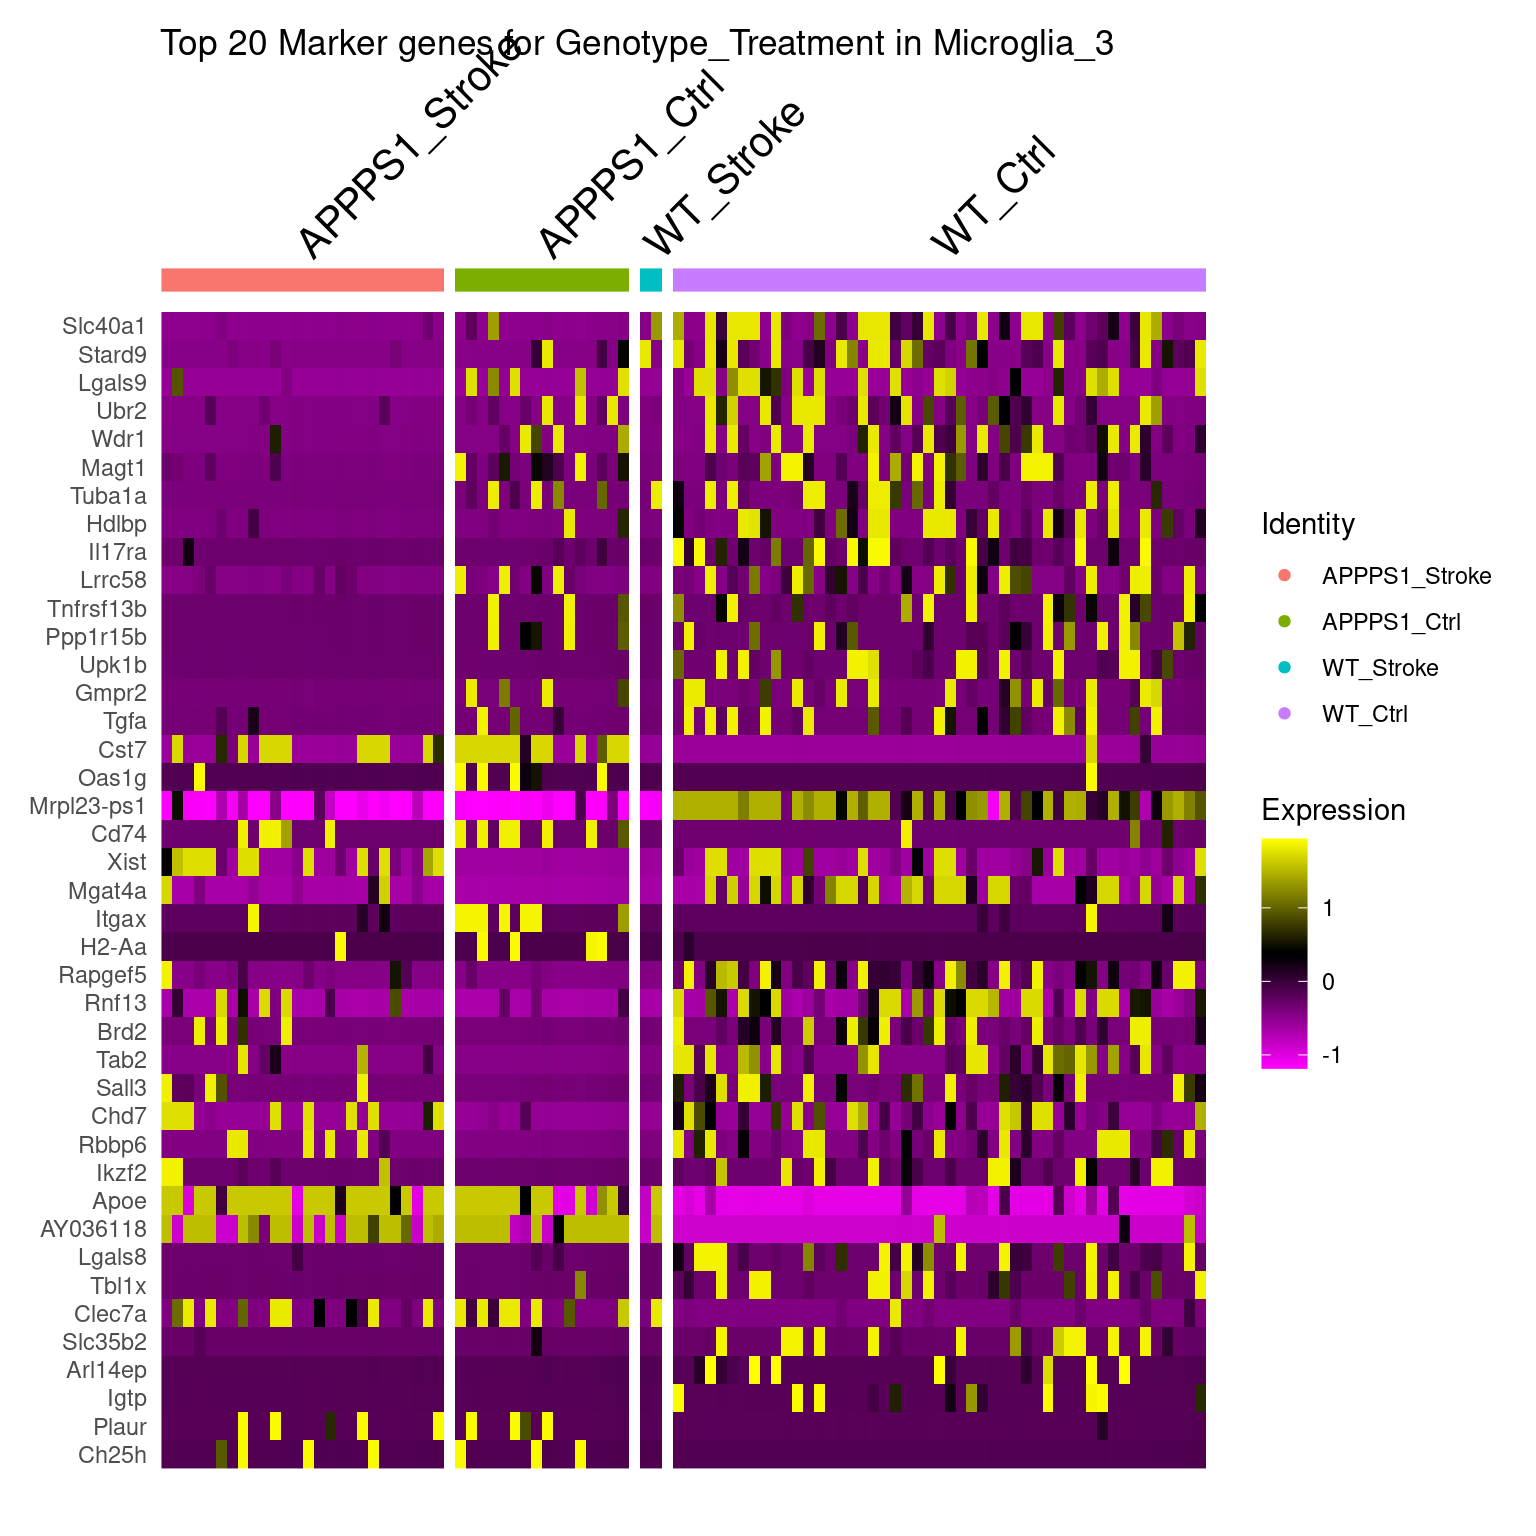 Top 20 Marker genes for Genotype_Treatment in Microglia_3
APPPS1_Stroke
APPPS1_Ctrl
WT_Stroke
WT_Ctrl
Slc40a1
Stard9
Lgals9
Ubr2
Wdr1
Magt1
Tuba1a
Hdlbp
Il17ra
Lrrc58
Tnfrsf13b
Ppp1r15b
Upk1b
Gmpr2
Tgfa
Cst7
Oas1g
Mrpl23-ps1
Cd74
Xist
Mgat4a
Itgax
H2-Aa
Rapgef5
Rnf13
Brd2
Tab2
Sall3
Chd7
Rbbp6
Ikzf2
Apoe
AY036118
Lgals8
Tbl1x
Clec7a
Slc35b2
Arl14ep
Igtp
Plaur
Ch25h
Identity
APPPS1_Stroke
APPPS1_Ctrl
WT_Stroke
WT_Ctrl
Expression
1
0
-1